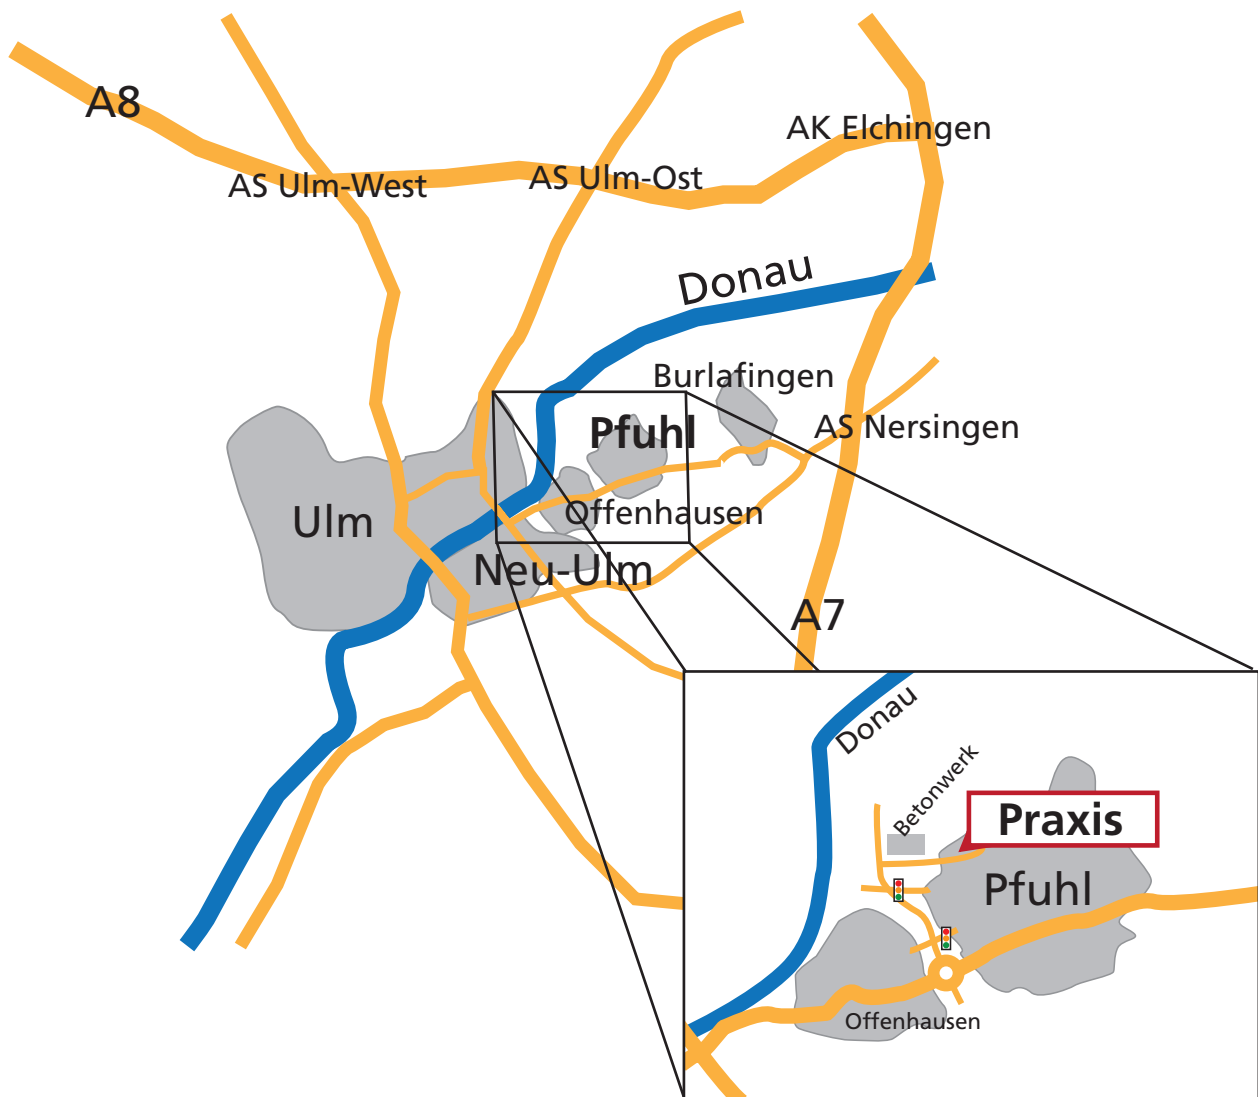 A8
AK Elchingen
AS Ulm-West
AS Ulm-Ost
Donau
Burlafingen
Pfuhl
AS Nersingen
Ulm
Offenhausen
Neu-Ulm
A7
Donau
Betonwerk
Praxis
Pfuhl
Offenhausen